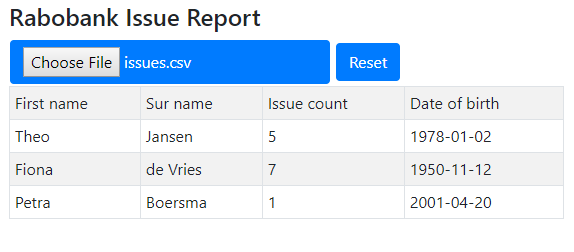 Rabobank Issue Report
Choose File issues.csv Reset
First name Sur name Issue count Date of birth
Theo Jansen 5 1978-01-02
Fiona de Vries 7 1950-11-12
Petra Boersma 1 2001-04-20